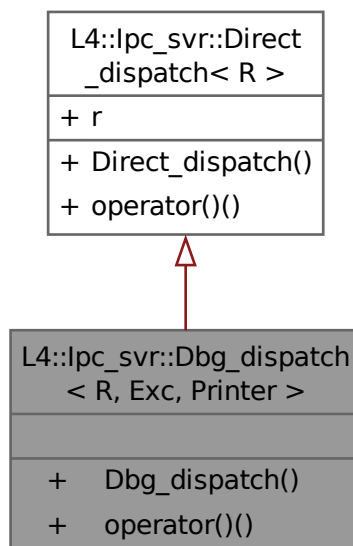 L4::Ipc_svr::Direct
_dispatch< R >
+ r
+ Direct_dispatch()
+ operator()()
L4::Ipc_svr::Dbg_dispatch
< R, Exc, Printer >
+ Dbg_dispatch()
+ operator()()